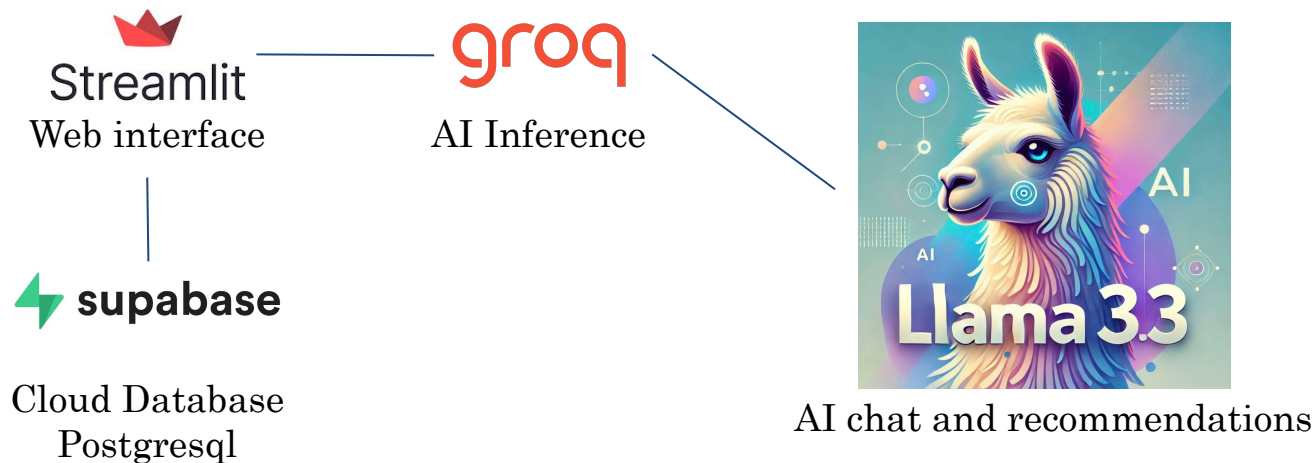 Streamlit
Web interface
groq
AI Inference
supabase
Cloud Database
Postgresql
AI
AI
Llama 3.3
AI chat and recommendations